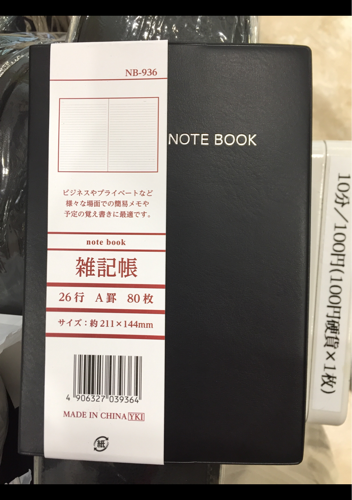 NB-936
NOTE BOOK
ビジネスやプライベートなど
様々な場面での簡易メモや
予定の覚え書きに最適です。
note book
雑記帳
26行 A罫 80枚
サイズ：約211×144mm
4 906327 039364
MADE IN CHINA YKI
紙
10分／100円(100円硬貨×1枚)